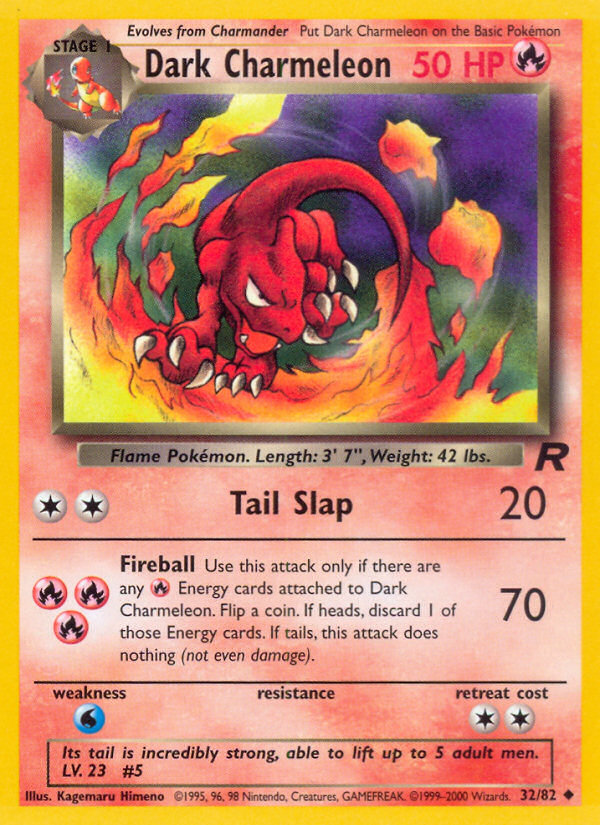 Evolves from Charmander Put Dark Charmeleon on the Basic Pokémon
STAGE 1
Dark Charmeleon 50 HP
Flame Pokémon. Length: 3' 7", Weight: 42 lbs.
R
Tail Slap 20
Fireball Use this attack only if there are
any Energy cards attached to Dark
Charmeleon. Flip a coin. If heads, discard 1 of
those Energy cards. If tails, this attack does
nothing (not even damage).
70
weakness resistance retreat cost
Its tail is incredibly strong, able to lift up to 5 adult men.
LV. 23 #5
Illus. Kagemaru Himeno ©1995, 96, 98 Nintendo, Creatures, GAMEFREAK. ©1999-2000 Wizards. 32/82